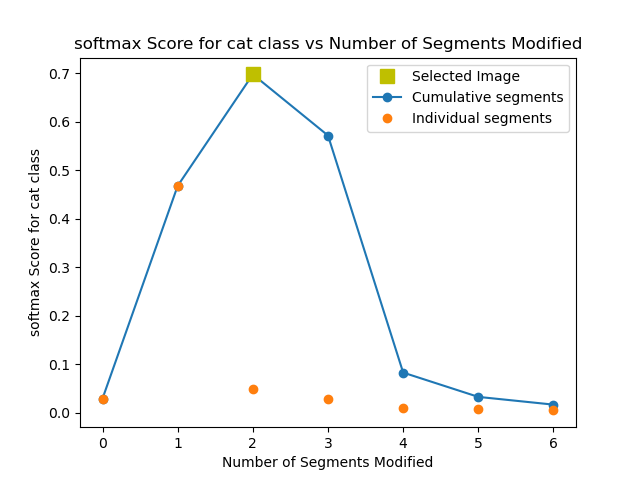 softmax Score for cat class vs Number of Segments Modified
Selected Image
Cumulative segments
Individual segments
softmax Score for cat class
0.7
0.6
0.5
0.4
0.3
0.2
0.1
0.0
0 1 2 3 4 5 6
Number of Segments Modified